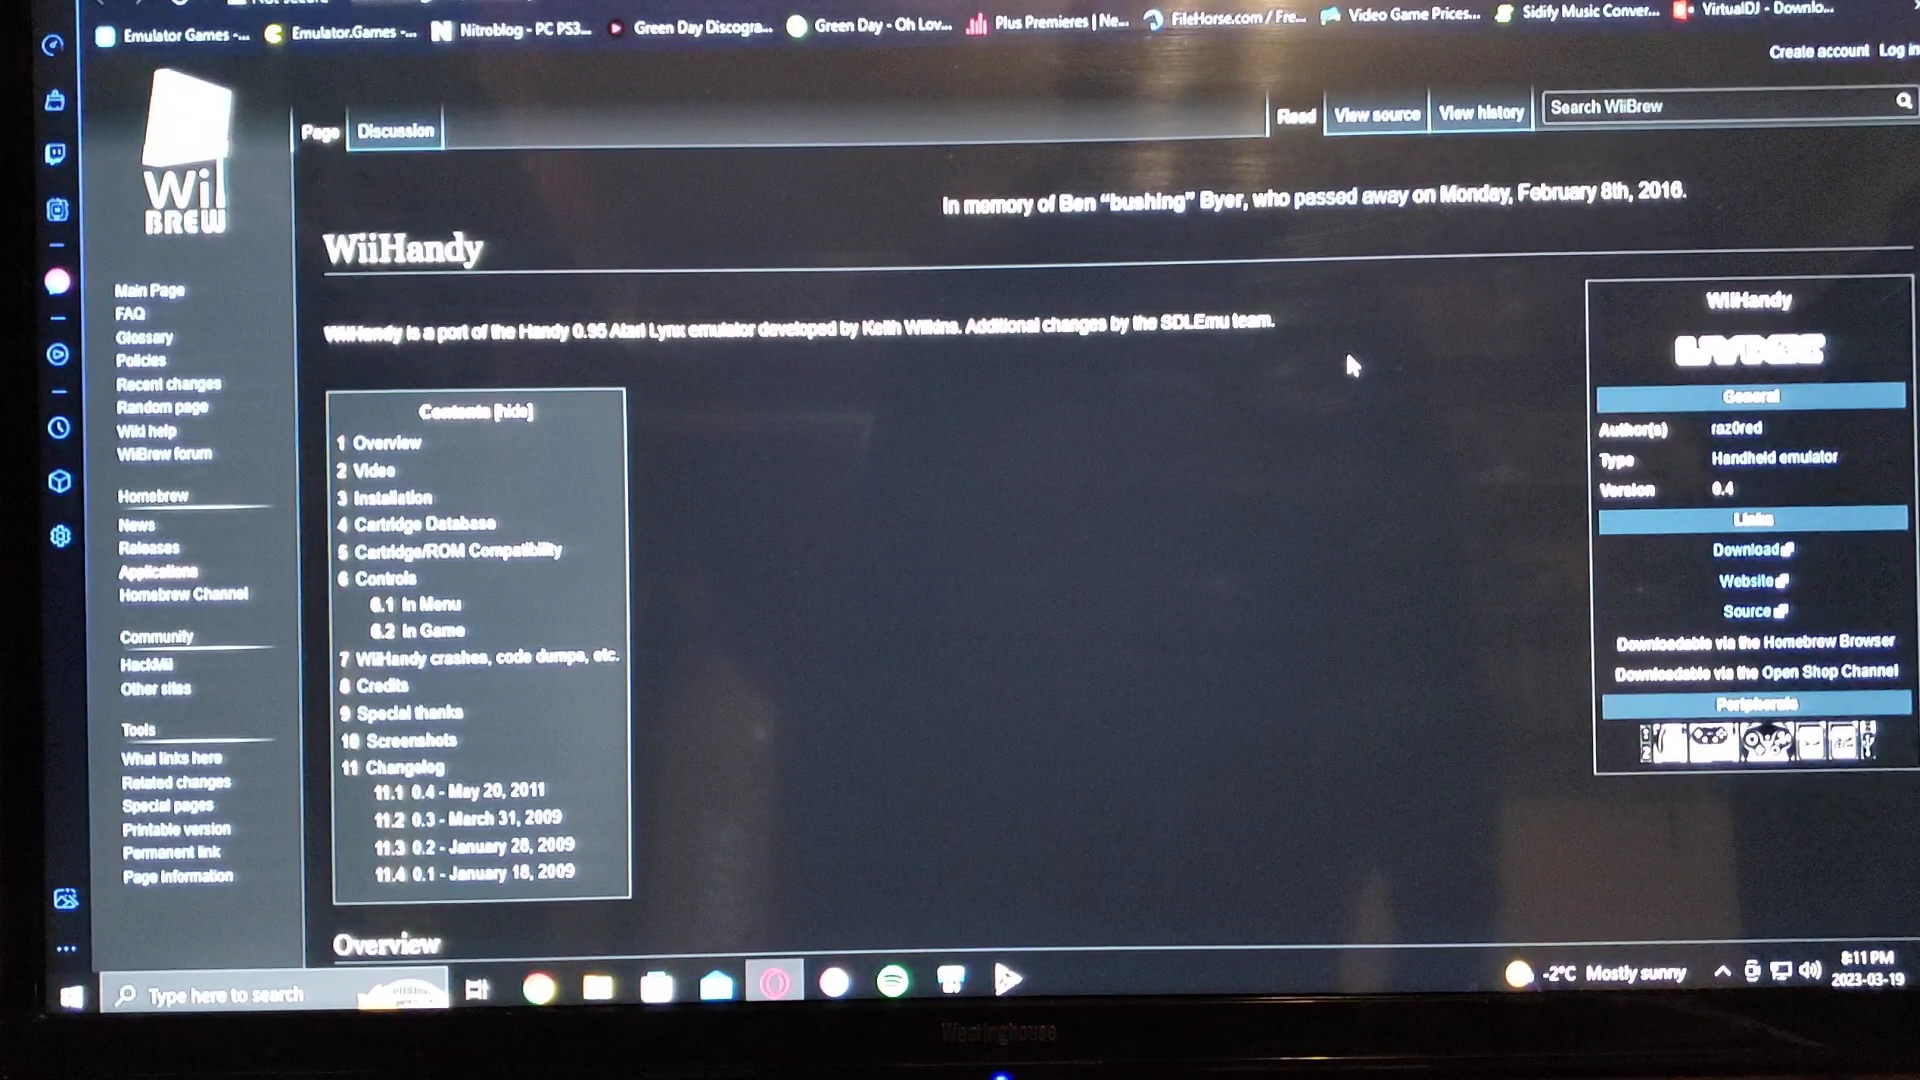 Not secure
Emulator Games -...
Emulator.Games -...
Nitroblog - PC PS3...
Green Day Discogra...
Green Day - Oh Lov...
Plus Premieres | Ne...
FileHorse.com / Fre...
Video Game Prices...
Sidify Music Conver...
VirtualDJ - Downlo...
Create account Log in
Page
Discussion
Read
View source
View history
Search WiiBrew
Wii
BREW
In memory of Ben “bushing” Byer, who passed away on Monday, February 8th, 2016.
WiiHandy
WiiHandy is a port of the Handy 0.95 Atari Lynx emulator developed by Keith Wilkins. Additional changes by the SDLEmu team.
Main Page
FAQ
Glossary
Policies
Recent changes
Random page
Wiki help
WiiBrew forum
Homebrew
News
Releases
Applications
Homebrew Channel
Community
HackMii
Other sites
Tools
What links here
Related changes
Special pages
Printable version
Permanent link
Page information
Contents [hide]
1 Overview
2 Video
3 Installation
4 Cartridge Database
5 Cartridge/ROM Compatibility
6 Controls
6.1 In Menu
6.2 In Game
7 WiiHandy crashes, code dumps, etc.
8 Credits
9 Special thanks
10 Screenshots
11 Changelog
11.1 0.4 - May 20, 2011
11.2 0.3 - March 31, 2009
11.3 0.2 - January 28, 2009
11.4 0.1 - January 18, 2009
Overview
WiiHandy
LYNX
General
Author(s) raz0red
Type Handheld emulator
Version 0.4
Links
Download
Website
Source
Downloadable via the Homebrew Browser
Downloadable via the Open Shop Channel
Peripherals
Type here to search
-2°C Mostly sunny
8:11 PM
2023-03-19
Westinghouse